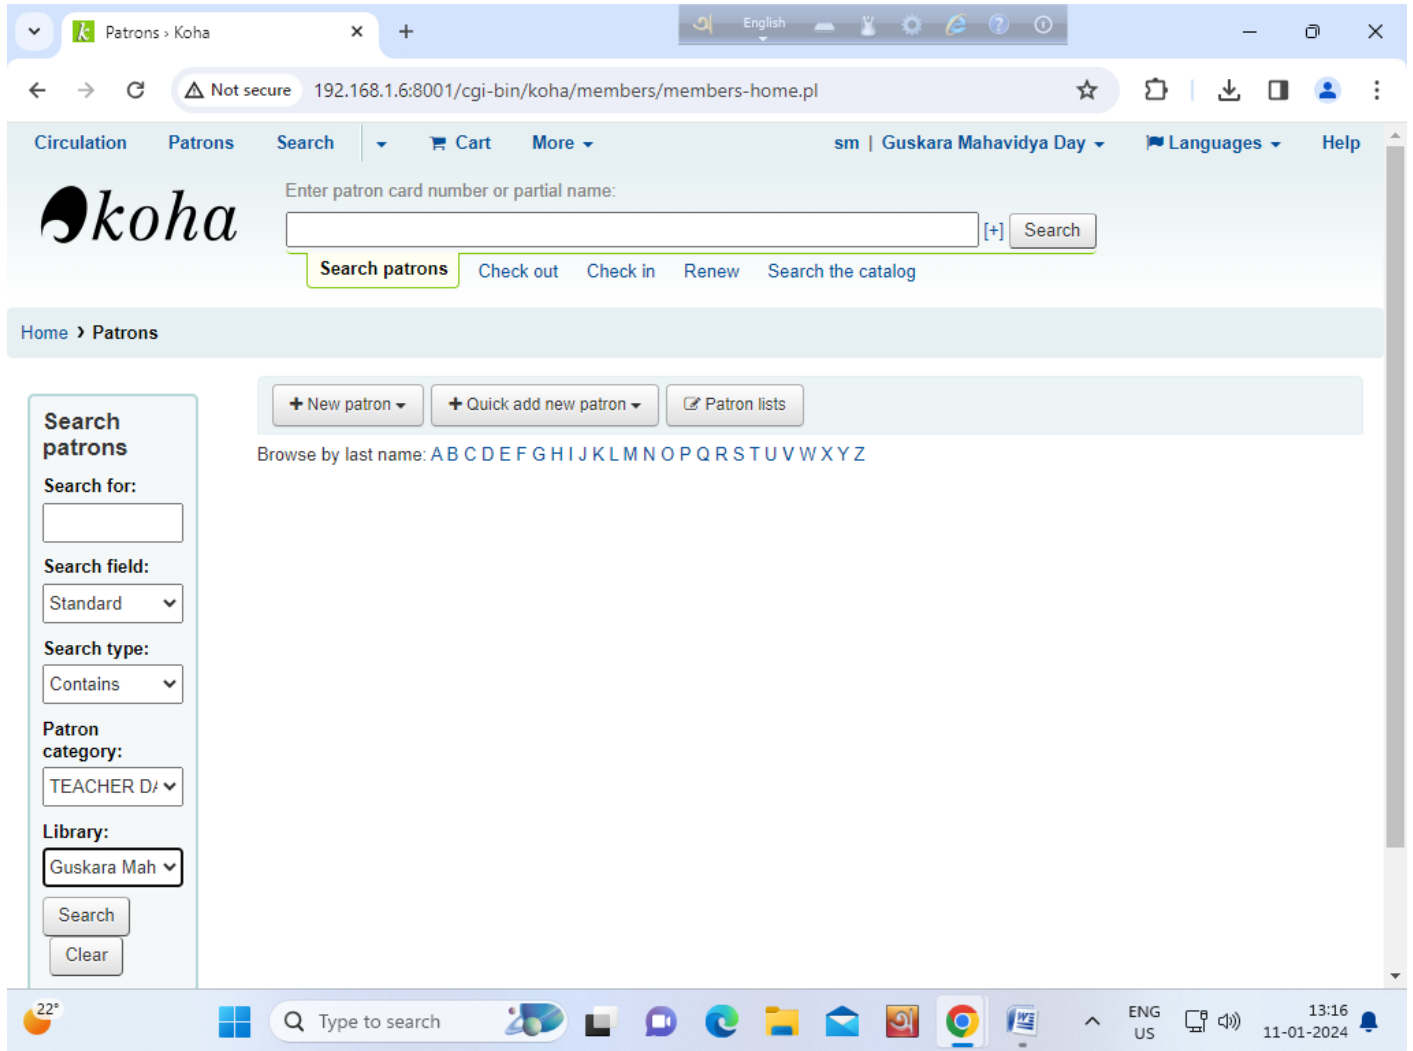 Patrons › Koha
English
Not secure 192.168.1.6:8001/cgi-bin/koha/members/members-home.pl
Circulation Patrons Search Cart More sm | Guskara Mahavidya Day Languages Help
koha
Enter patron card number or partial name:
[+] Search
Search patrons Check out Check in Renew Search the catalog
Home › Patrons
+ New patron + Quick add new patron Patron lists
Browse by last name: A B C D E F G H I J K L M N O P Q R S T U V W X Y Z
Search
patrons
Search for:
Search field:
Standard
Search type:
Contains
Patron
category:
TEACHER DA
Library:
Guskara Mah
Search
Clear
22°
Type to search
অ
ENG
US
13:16
11-01-2024